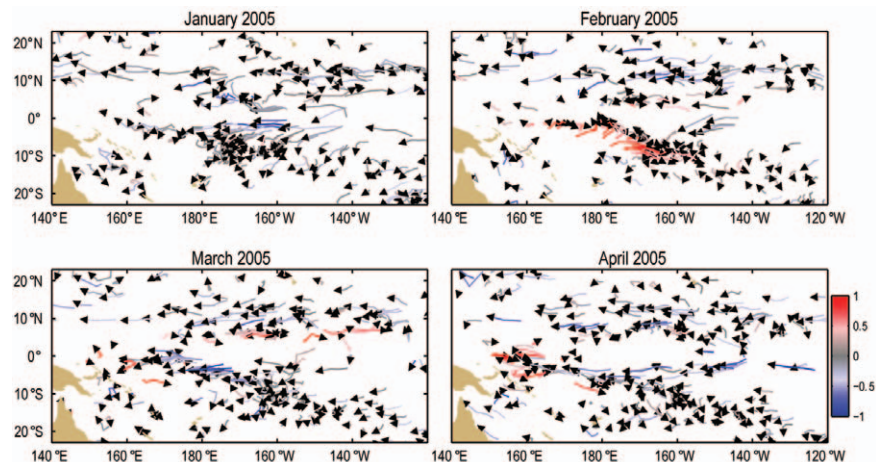 January 2005
February 2005
20°N
10°N
0°
10°S
20°S
140°E 160°E 180°E 160°W 140°W
140°E 160°E 180°E 160°W 140°W 120°W
March 2005
April 2005
20°N
10°N
0°
10°S
20°S
1
0.5
0
−0.5
−1
140°E 160°E 180°E 160°W 140°W
140°E 160°E 180°E 160°W 140°W 120°W